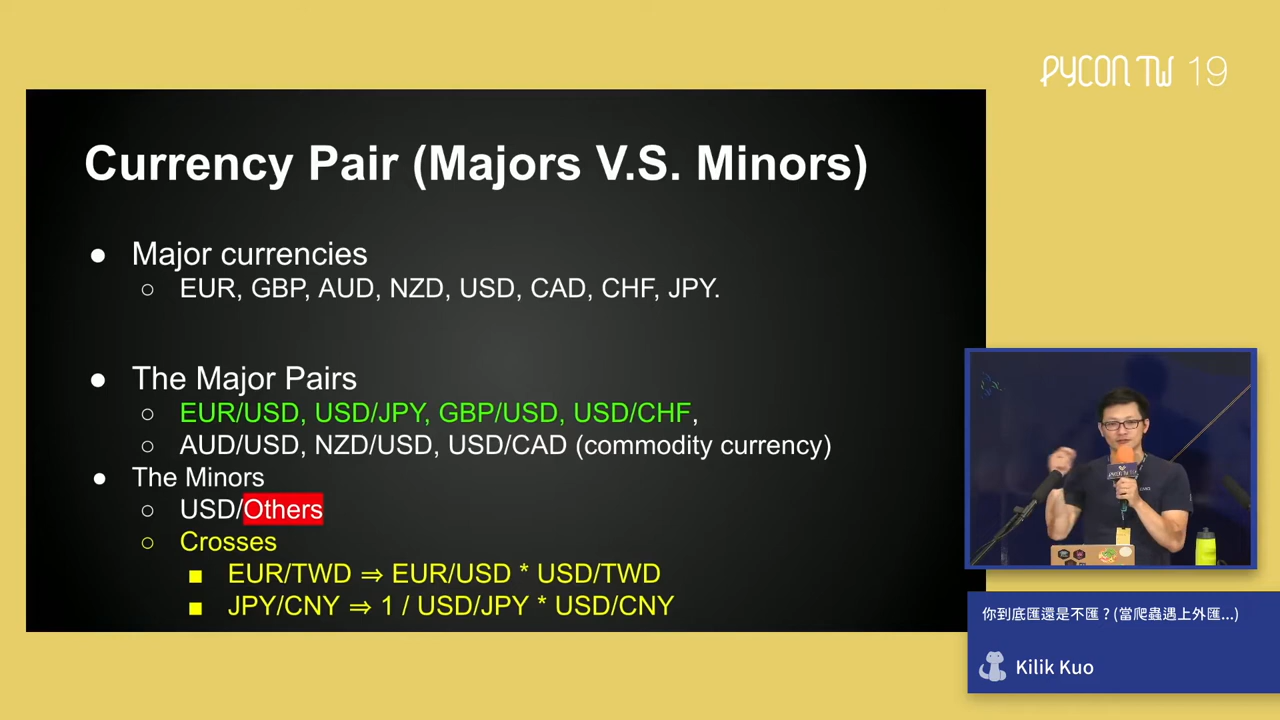 PYCON TW 19
Currency Pair (Majors V.S. Minors)
● Major currencies
○ EUR, GBP, AUD, NZD, USD, CAD, CHF, JPY.
● The Major Pairs
○ EUR/USD, USD/JPY, GBP/USD, USD/CHF,
○ AUD/USD, NZD/USD, USD/CAD (commodity currency)
● The Minors
○ USD/Others
○ Crosses
■ EUR/TWD ⇒ EUR/USD * USD/TWD
■ JPY/CNY ⇒ 1 / USD/JPY * USD/CNY
你到底匯還是不匯？(當爬蟲遇上外匯...)
Kilik Kuo